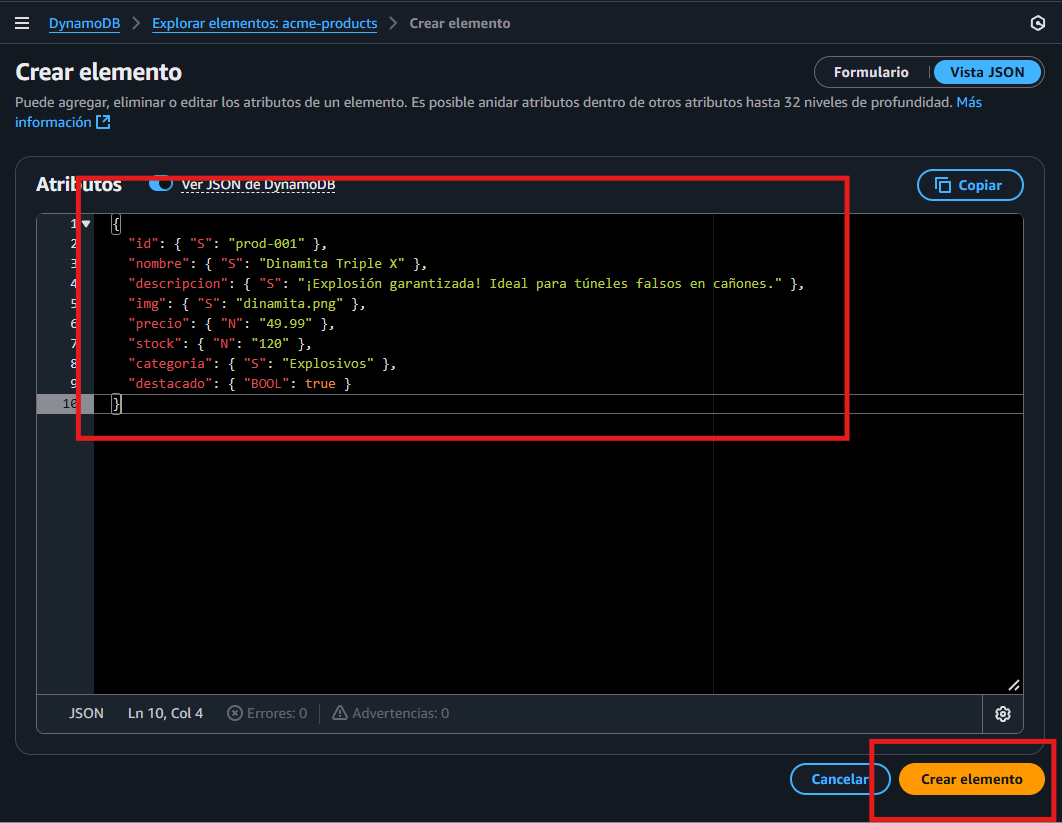 DynamoDB > Explorar elementos: acme-products > Crear elemento
Crear elemento
Formulario | Vista JSON
Puede agregar, eliminar o editar los atributos de un elemento. Es posible anidar atributos dentro de otros atributos hasta 32 niveles de profundidad. Más
información
Atributos Ver JSON de DynamoDB Copiar
1 {
2 "id": { "S": "prod-001" },
3 "nombre": { "S": "Dinamita Triple X" },
4 "descripcion": { "S": "¡Explosión garantizada! Ideal para túneles falsos en cañones." },
5 "img": { "S": "dinamita.png" },
6 "precio": { "N": "49.99" },
7 "stock": { "N": "120" },
8 "categoria": { "S": "Explosivos" },
9 "destacado": { "BOOL": true }
10 }
JSON Ln 10, Col 4 Errores: 0 Advertencias: 0
Cancelar Crear elemento